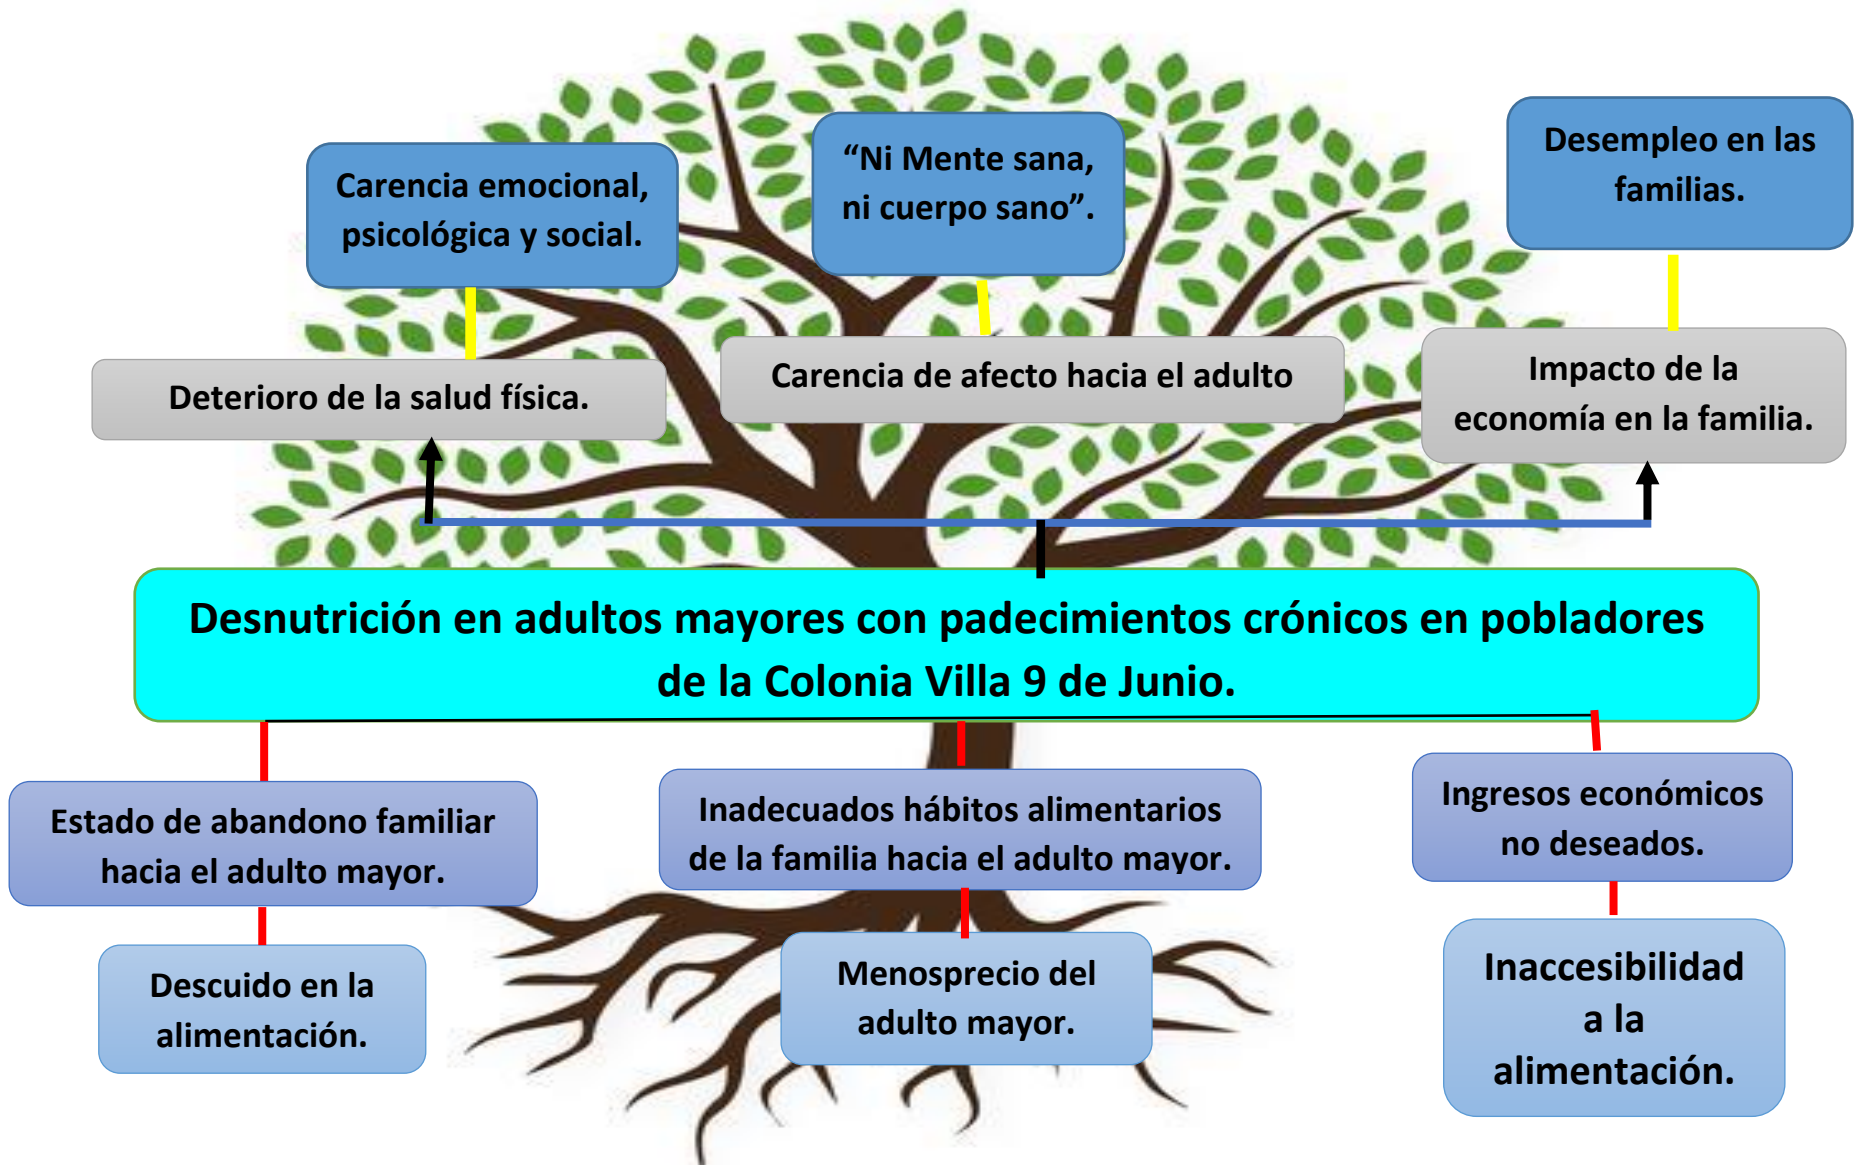 Carencia emocional,
psicológica y social.
“Ni Mente sana,
ni cuerpo sano”.
Desempleo en las
familias.
Deterioro de la salud física.
Carencia de afecto hacia el adulto
Impacto de la
economía en la familia.
Desnutrición en adultos mayores con padecimientos crónicos en pobladores
de la Colonia Villa 9 de Junio.
Estado de abandono familiar
hacia el adulto mayor.
Inadecuados hábitos alimentarios
de la familia hacia el adulto mayor.
Ingresos económicos
no deseados.
Descuido en la
alimentación.
Menosprecio del
adulto mayor.
Inaccesibilidad
a la
alimentación.